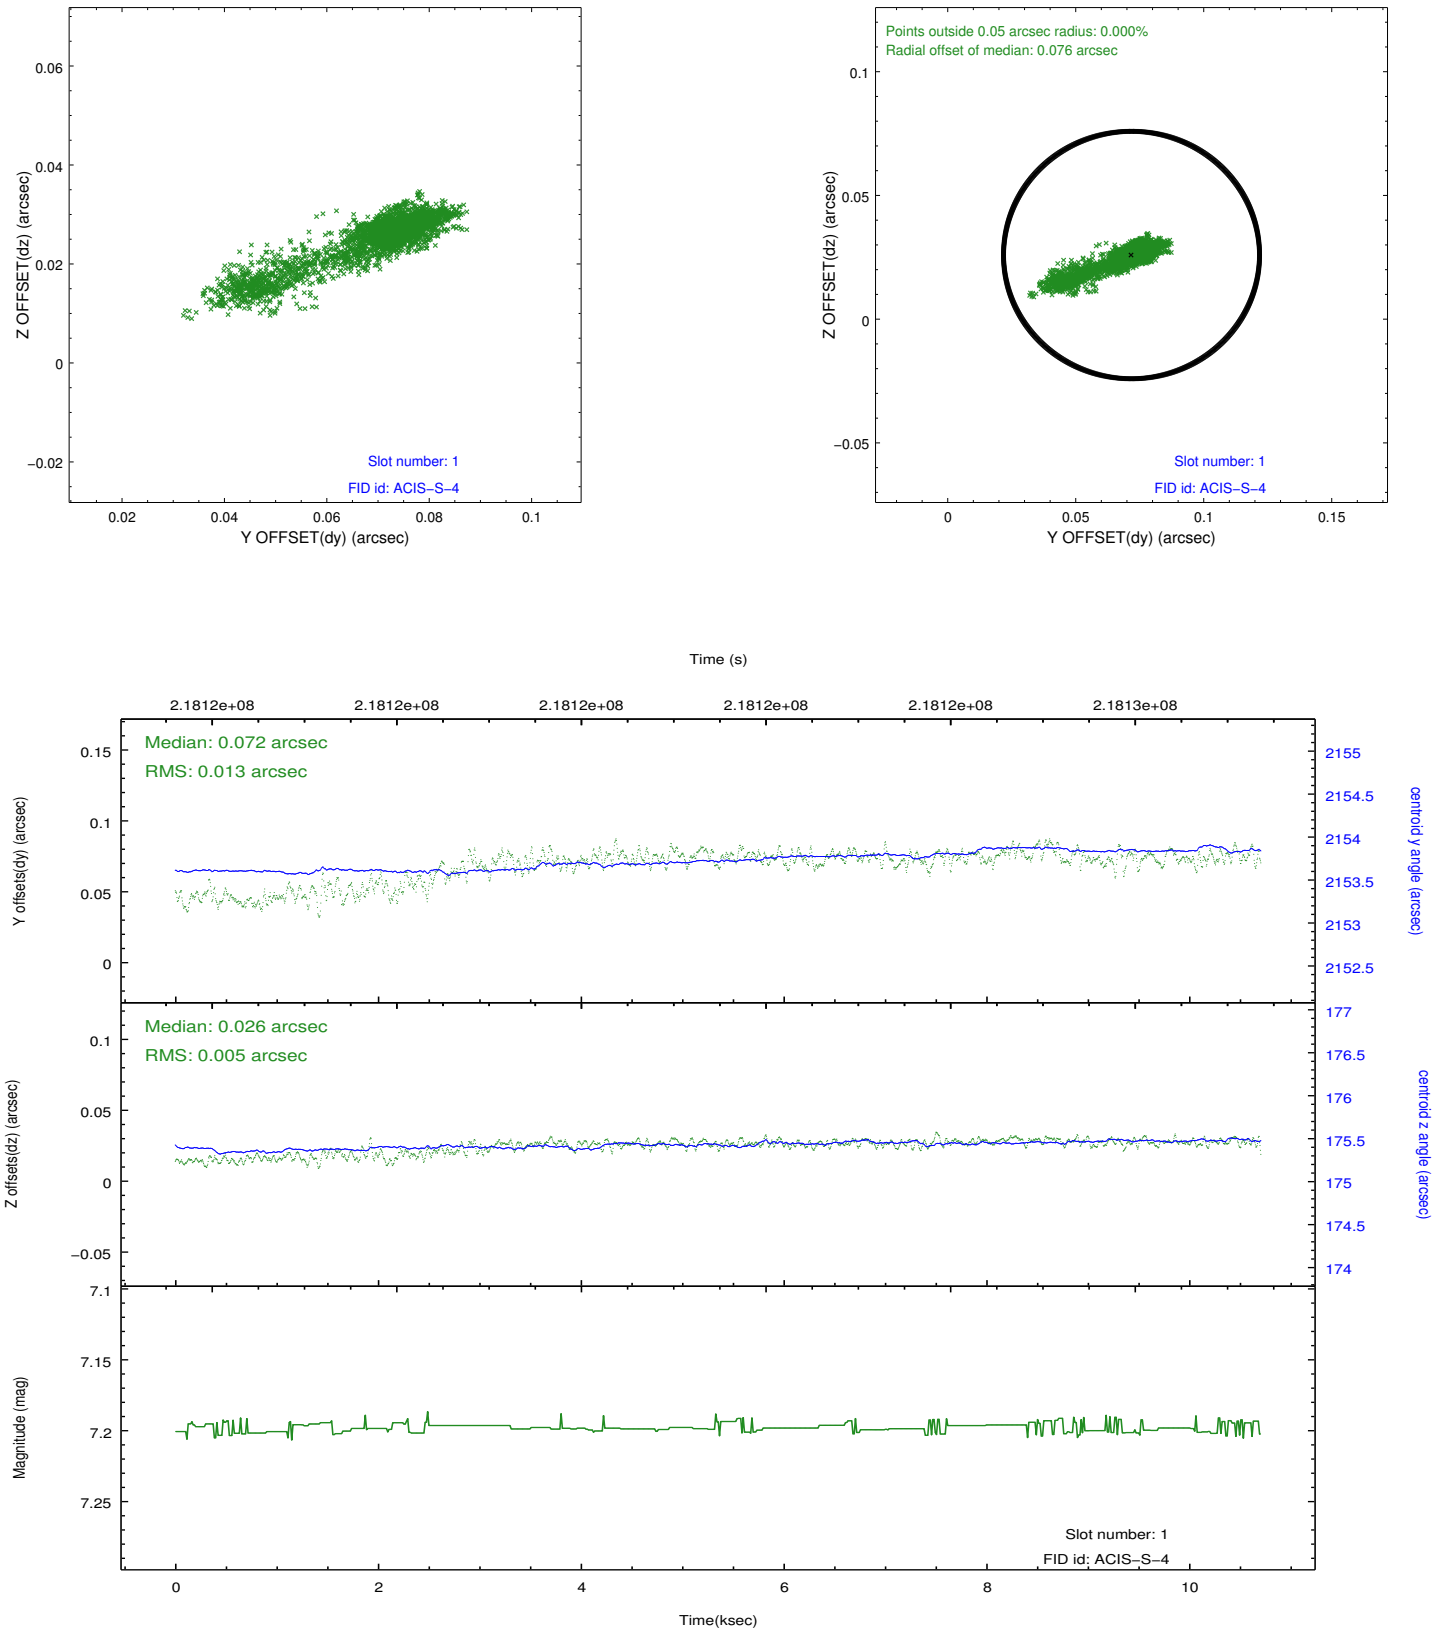 0.06
0.04
0.02
0
−0.02
Z OFFSET(dz) (arcsec)
Slot number: 1
FID id: ACIS−S−4
0.02
0.04
0.06
0.08
0.1
Y OFFSET(dy) (arcsec)
Points outside 0.05 arcsec radius: 0.000%
Radial offset of median: 0.076 arcsec
0.1
0.05
0
−0.05
Z OFFSET(dz) (arcsec)
Slot number: 1
FID id: ACIS−S−4
0
0.05
0.1
0.15
Y OFFSET(dy) (arcsec)
Time (s)
2.1812e+08
2.1812e+08
2.1812e+08
2.1812e+08
2.1812e+08
2.1813e+08
Median: 0.072 arcsec
RMS: 0.013 arcsec
0.15
0.1
0.05
0
Y offsets(dy) (arcsec)
2155
2154.5
2154
2153.5
2153
2152.5
centroid y angle (arcsec)
Median: 0.026 arcsec
RMS: 0.005 arcsec
0.1
0.05
0
−0.05
Z offsets(dz) (arcsec)
177
176.5
176
175.5
175
174.5
174
centroid z angle (arcsec)
7.1
7.15
7.2
7.25
Magnitude (mag)
Slot number: 1
FID id: ACIS−S−4
0
2
4
6
8
10
Time(ksec)